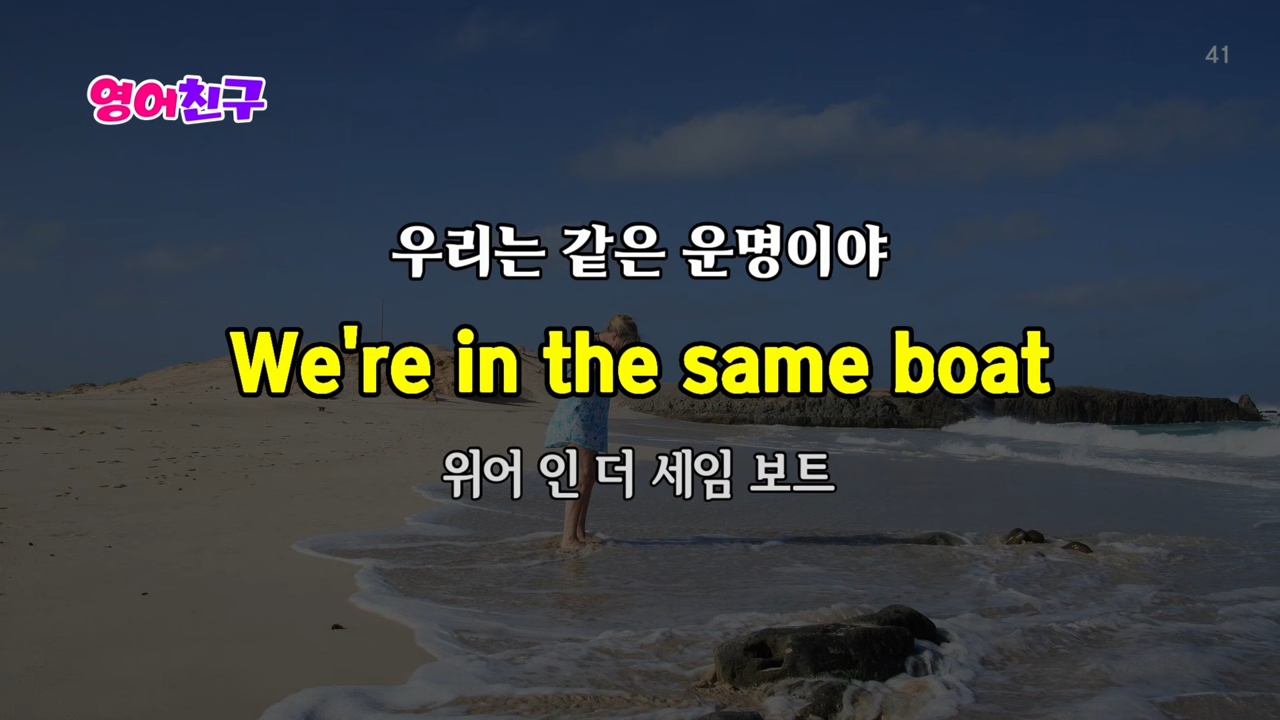 41
영어친구
우리는 같은 운명이야
We're in the same boat
위어 인 더 세임 보트